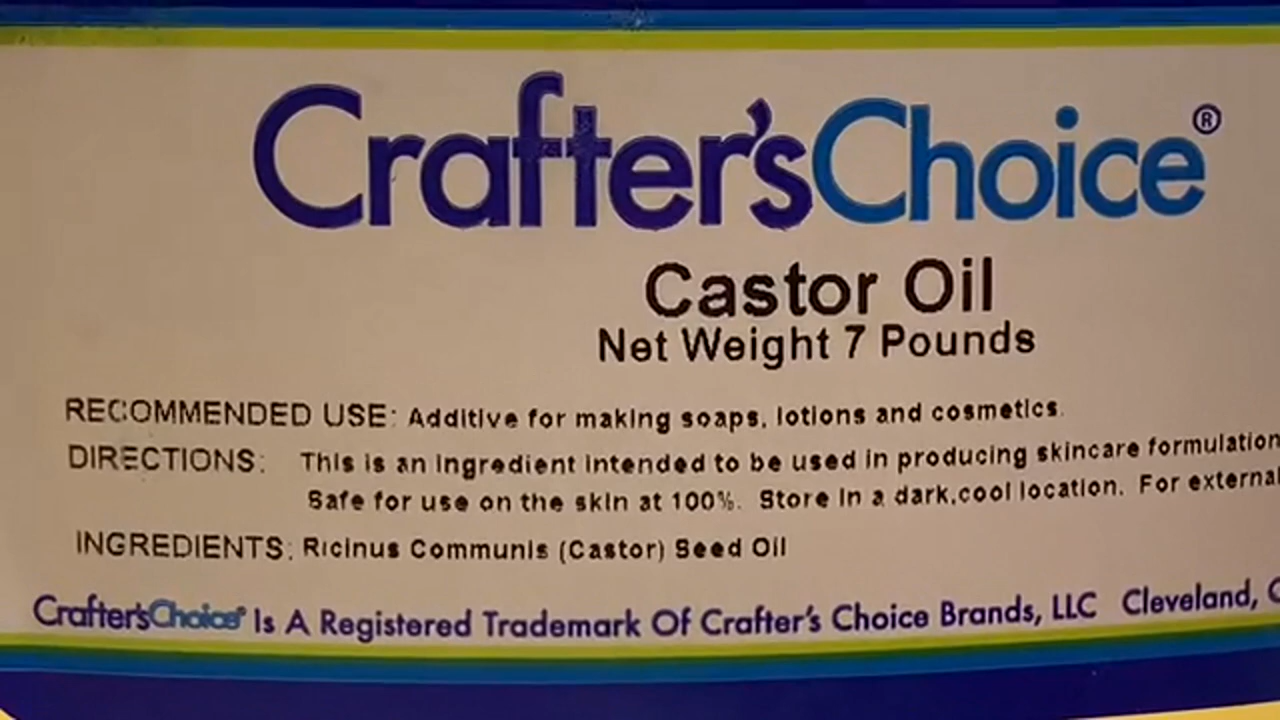 Crafter'sChoice®
Castor Oil
Net Weight 7 Pounds
RECOMMENDED USE: Additive for making soaps, lotions and cosmetics.
DIRECTIONS: This is an ingredient intended to be used in producing skincare formulation
Safe for use on the skin at 100%. Store in a dark,cool location. For external
INGREDIENTS: Ricinus Communis (Castor) Seed Oil
Crafter'sChoice® Is A Registered Trademark Of Crafter's Choice Brands, LLC Cleveland,